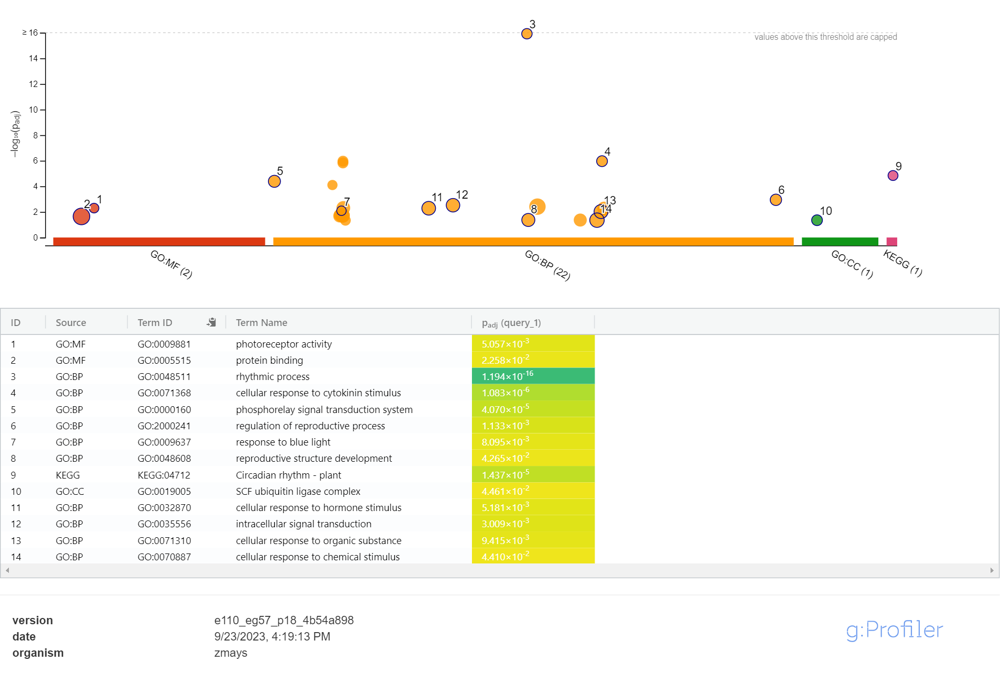 3
≥ 16
values above this threshold are capped
14
12
10
8
6
4
2
0
–log₁₀(padj)
4
5
9
6
1
2
7
11
12
13
14
8
10
GO:MF (2)
GO:BP (22)
GO:CC (1)
KEGG (1)
ID Source Term ID Term Name padj (query_1)
1 GO:MF GO:0009881 photoreceptor activity 5.057×10⁻³
2 GO:MF GO:0005515 protein binding 2.258×10⁻²
3 GO:BP GO:0048511 rhythmic process 1.194×10⁻¹⁶
4 GO:BP GO:0071368 cellular response to cytokinin stimulus 1.083×10⁻⁶
5 GO:BP GO:0000160 phosphorelay signal transduction system 4.070×10⁻⁵
6 GO:BP GO:2000241 regulation of reproductive process 1.133×10⁻³
7 GO:BP GO:0009637 response to blue light 8.095×10⁻³
8 GO:BP GO:0048608 reproductive structure development 4.265×10⁻²
9 KEGG KEGG:04712 Circadian rhythm - plant 1.437×10⁻⁵
10 GO:CC GO:0019005 SCF ubiquitin ligase complex 4.461×10⁻²
11 GO:BP GO:0032870 cellular response to hormone stimulus 5.181×10⁻³
12 GO:BP GO:0035556 intracellular signal transduction 3.009×10⁻³
13 GO:BP GO:0071310 cellular response to organic substance 9.415×10⁻³
14 GO:BP GO:0070887 cellular response to chemical stimulus 4.410×10⁻²
version e110_eg57_p18_4b54a898
date 9/23/2023, 4:19:13 PM
organism zmays
g:Profiler